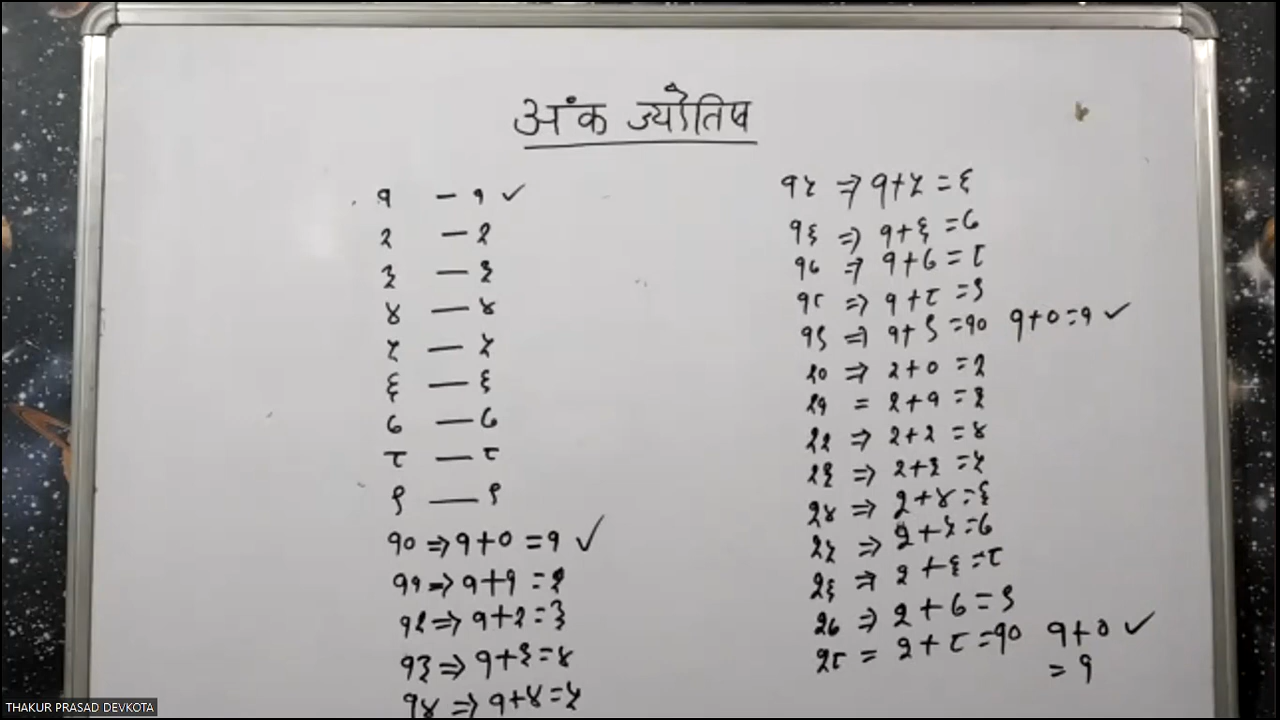 अंक ज्योतिष
१ — १ ✓
२ — २
३ — ३
४ — ४
५ — ५
६ — ६
७ — ७
८ — ८
९ — ९
१० ⇒ १+० = १ ✓
११ ⇒ १+१ = २
१२ ⇒ १+२ = ३
१३ ⇒ १+३ = ४
१४ ⇒ १+४ = ५
१५ ⇒ १+५ = ६
१६ ⇒ १+६ = ७
१७ ⇒ १+७ = ८
१८ ⇒ १+८ = ९
१९ ⇒ १+९ = १० १+० = १ ✓
२० ⇒ २+० = २
२१ = २+१ = ३
२२ ⇒ २+२ = ४
२३ ⇒ २+३ = ५
२४ ⇒ २+४ = ६
२५ ⇒ २+५ = ७
२६ ⇒ २+६ = ८
२७ ⇒ २+७ = ९
२८ = २+८ = १० १+० ✓
= १
THAKUR PRASAD DEVKOTA